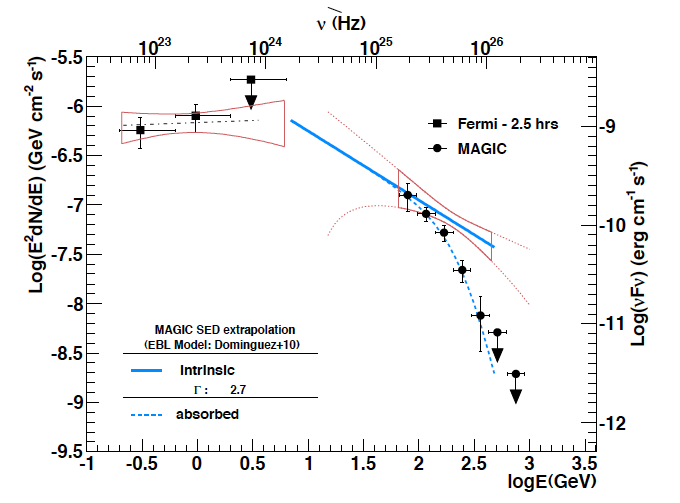 ν (Hz)
10^23 10^24 10^25 10^26
Log(E²dN/dE) (GeV cm⁻² s⁻¹)
-5.5
-6
-6.5
-7
-7.5
-8
-8.5
-9
-9.5
Fermi - 2.5 hrs
MAGIC
MAGIC SED extrapolation
(EBL Model: Dominguez+10)
Intrinsic
Γ : 2.7
absorbed
-9
-10
-11
-12
Log(νFν) (erg cm⁻¹ s⁻¹)
-1 -0.5 0 0.5 1 1.5 2 2.5 3 3.5
logE(GeV)